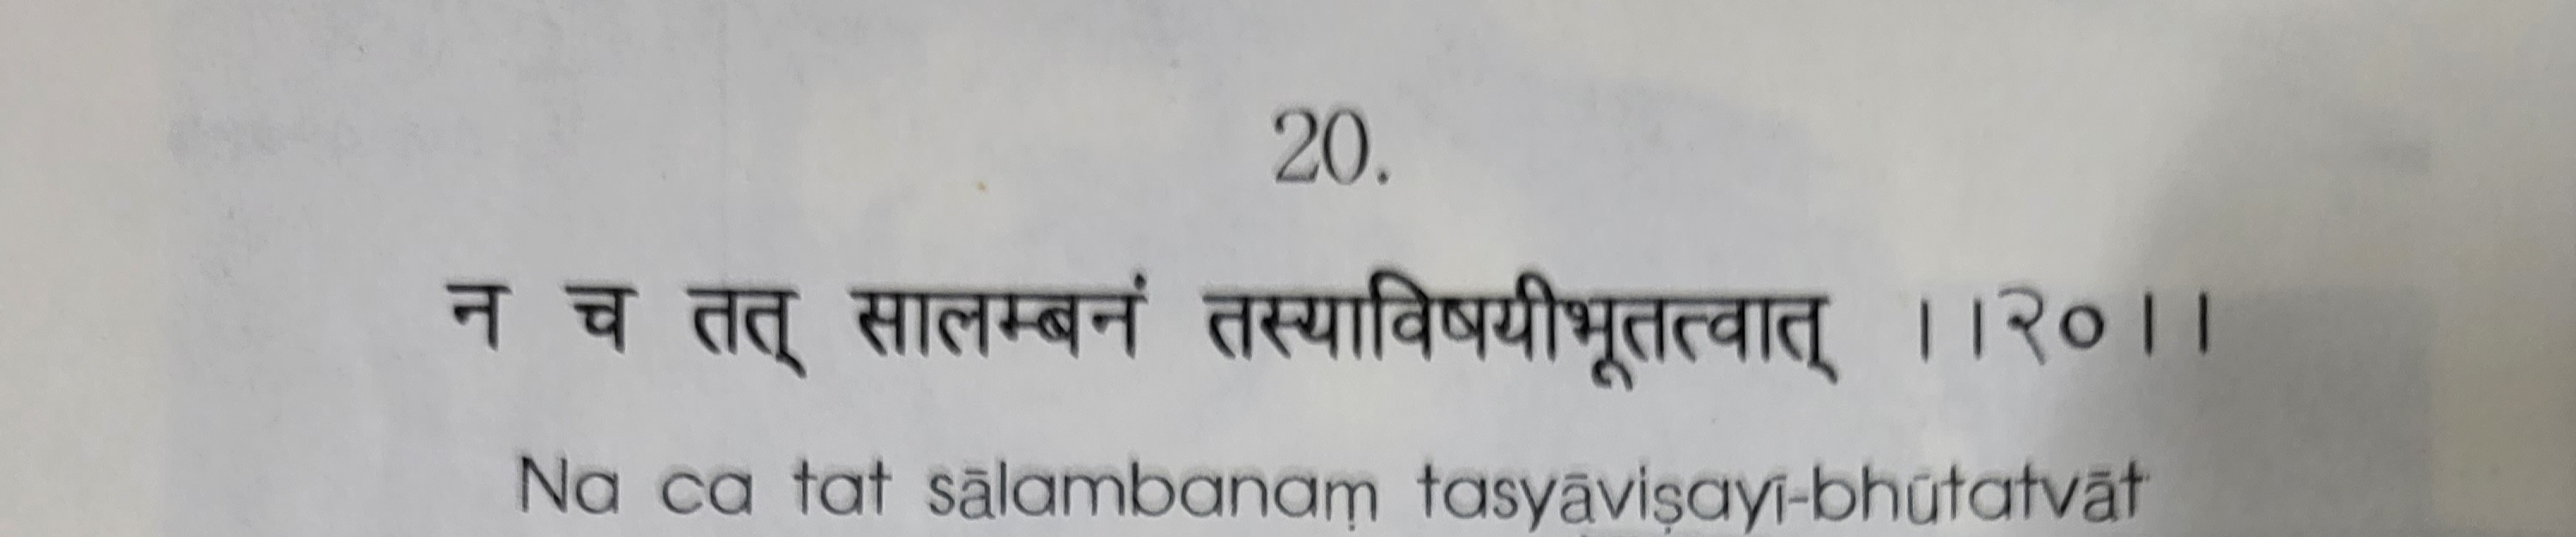 20.
न च तत् सालम्बनं तस्याविषयीभूतत्वात् ।।२०।।
Na ca tat sālambanaṃ tasyāviṣayī-bhūtatvāt